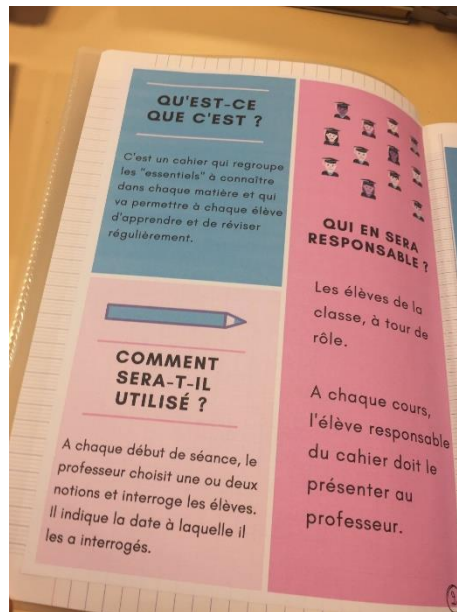 QU'EST-CE
QUE C'EST ?
C'est un cahier qui regroupe
les "essentiels" à connaître
dans chaque matière et qui
va permettre à chaque élève
d'apprendre et de réviser
régulièrement.
COMMENT
SERA-T-IL
UTILISÉ ?
A chaque début de séance, le
professeur choisit une ou deux
notions et interroge les élèves.
Il indique la date à laquelle il
les a interrogés.
QUI EN SERA
RESPONSABLE ?
Les élèves de la
classe, à tour de
rôle.
A chaque cours,
l'élève responsable
du cahier doit le
présenter au
professeur.